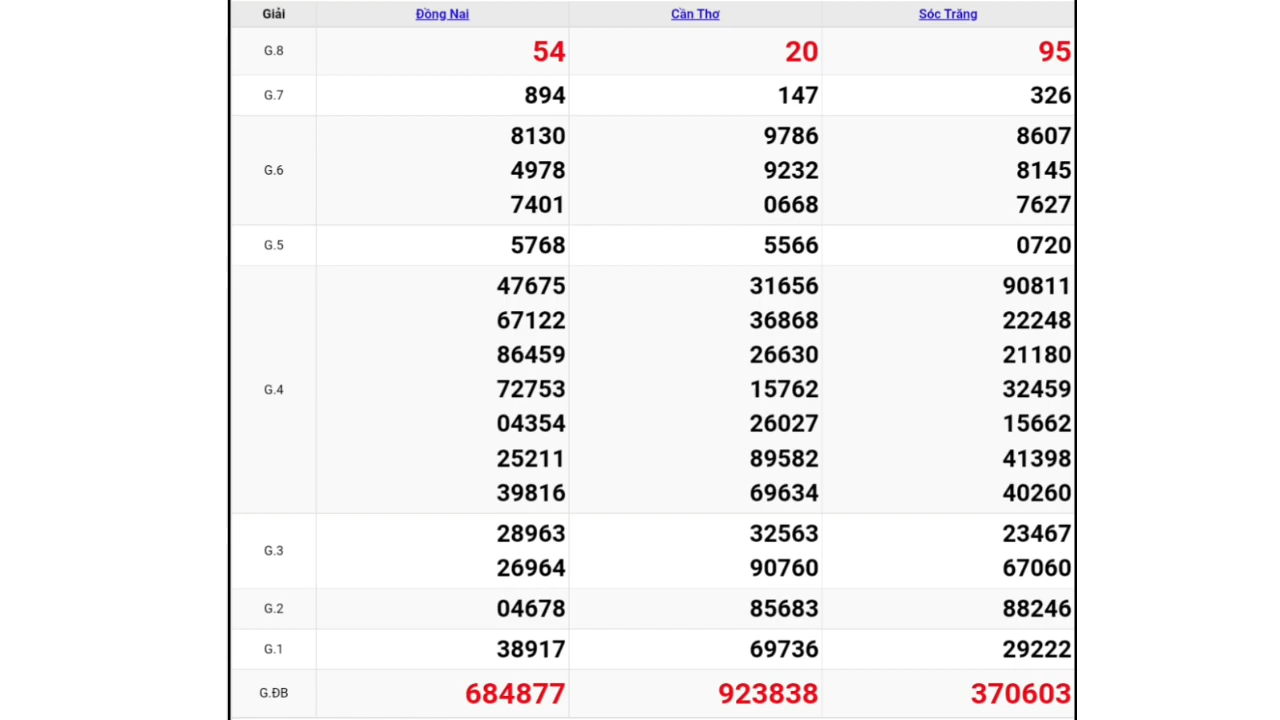 Giải Đồng Nai Cần Thơ Sóc Trăng
G.8 54 20 95
G.7 894 147 326
8130 9786 8607
G.6 4978 9232 8145
7401 0668 7627
G.5 5768 5566 0720
47675 31656 90811
67122 36868 22248
86459 26630 21180
G.4 72753 15762 32459
04354 26027 15662
25211 89582 41398
39816 69634 40260
G.3 28963 32563 23467
26964 90760 67060
G.2 04678 85683 88246
G.1 38917 69736 29222
G.ĐB 684877 923838 370603